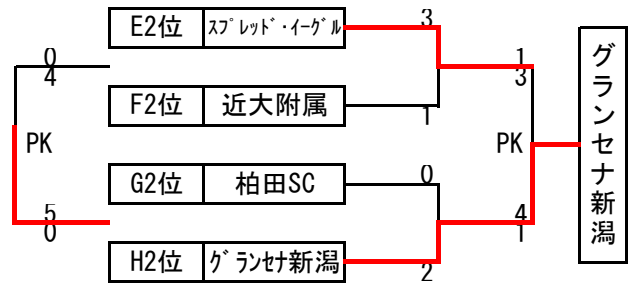 E2位 スプレッド・イーグル 3
0 1
4 3
F2位 近大附属 1
PK PK
G2位 柏田SC 0
5 4
0 1
H2位 グランセナ新潟 2
グランセナ新潟